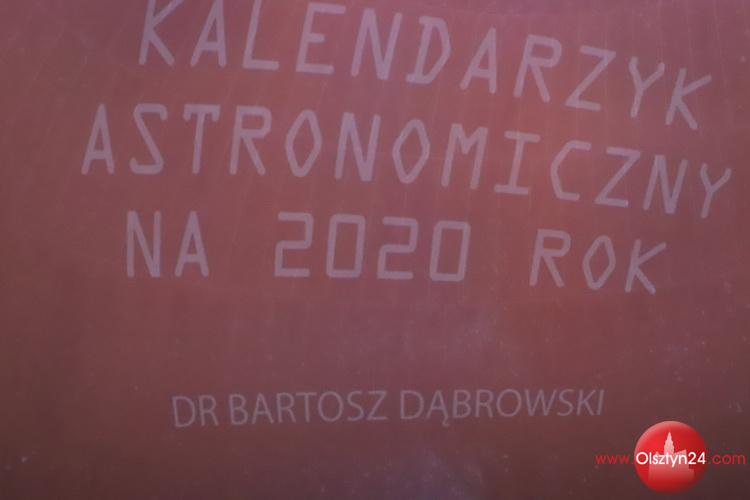 KALENDARZYK
ASTRONOMICZNY
NA 2020 ROK
DR BARTOSZ DĄBROWSKI
www.Olsztyn24.com